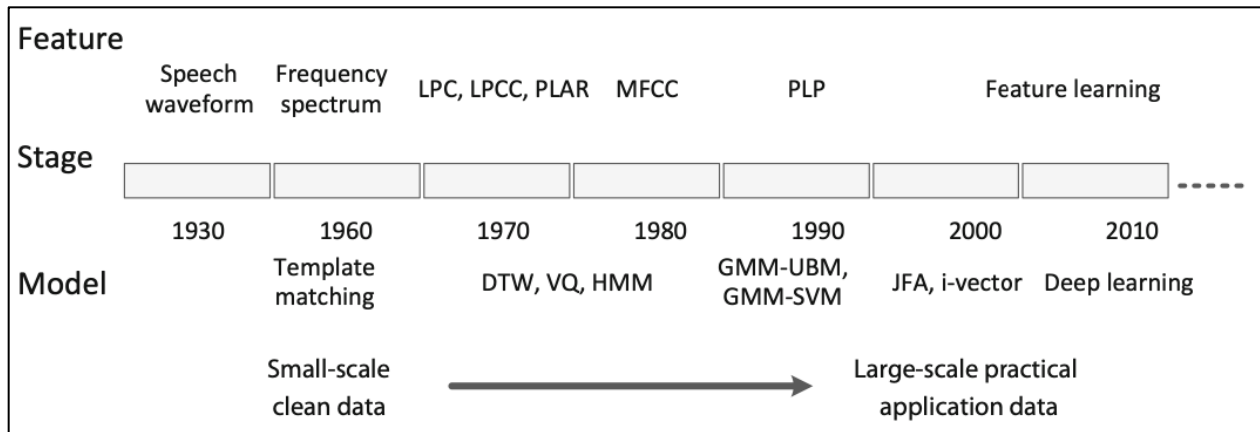 Feature
Speech Frequency
waveform spectrum LPC, LPCC, PLAR MFCC PLP Feature learning
Stage
1930 1960 1970 1980 1990 2000 2010
Model
Template
matching
DTW, VQ, HMM
GMM-UBM,
GMM-SVM
JFA, i-vector
Deep learning
Small-scale
clean data
Large-scale practical
application data